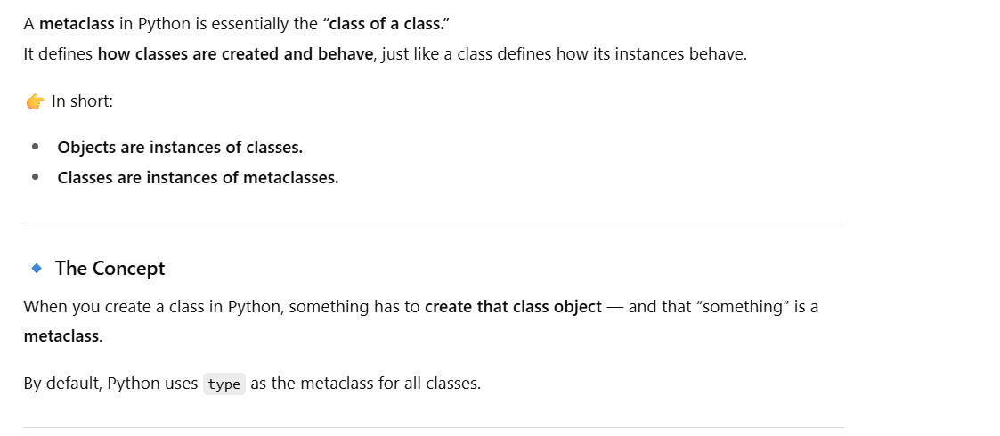 A metaclass in Python is essentially the “class of a class.”
It defines how classes are created and behave, just like a class defines how its instances behave.
👉 In short:
• Objects are instances of classes.
• Classes are instances of metaclasses.
🔹 The Concept
When you create a class in Python, something has to create that class object — and that “something” is a
metaclass.
By default, Python uses type as the metaclass for all classes.